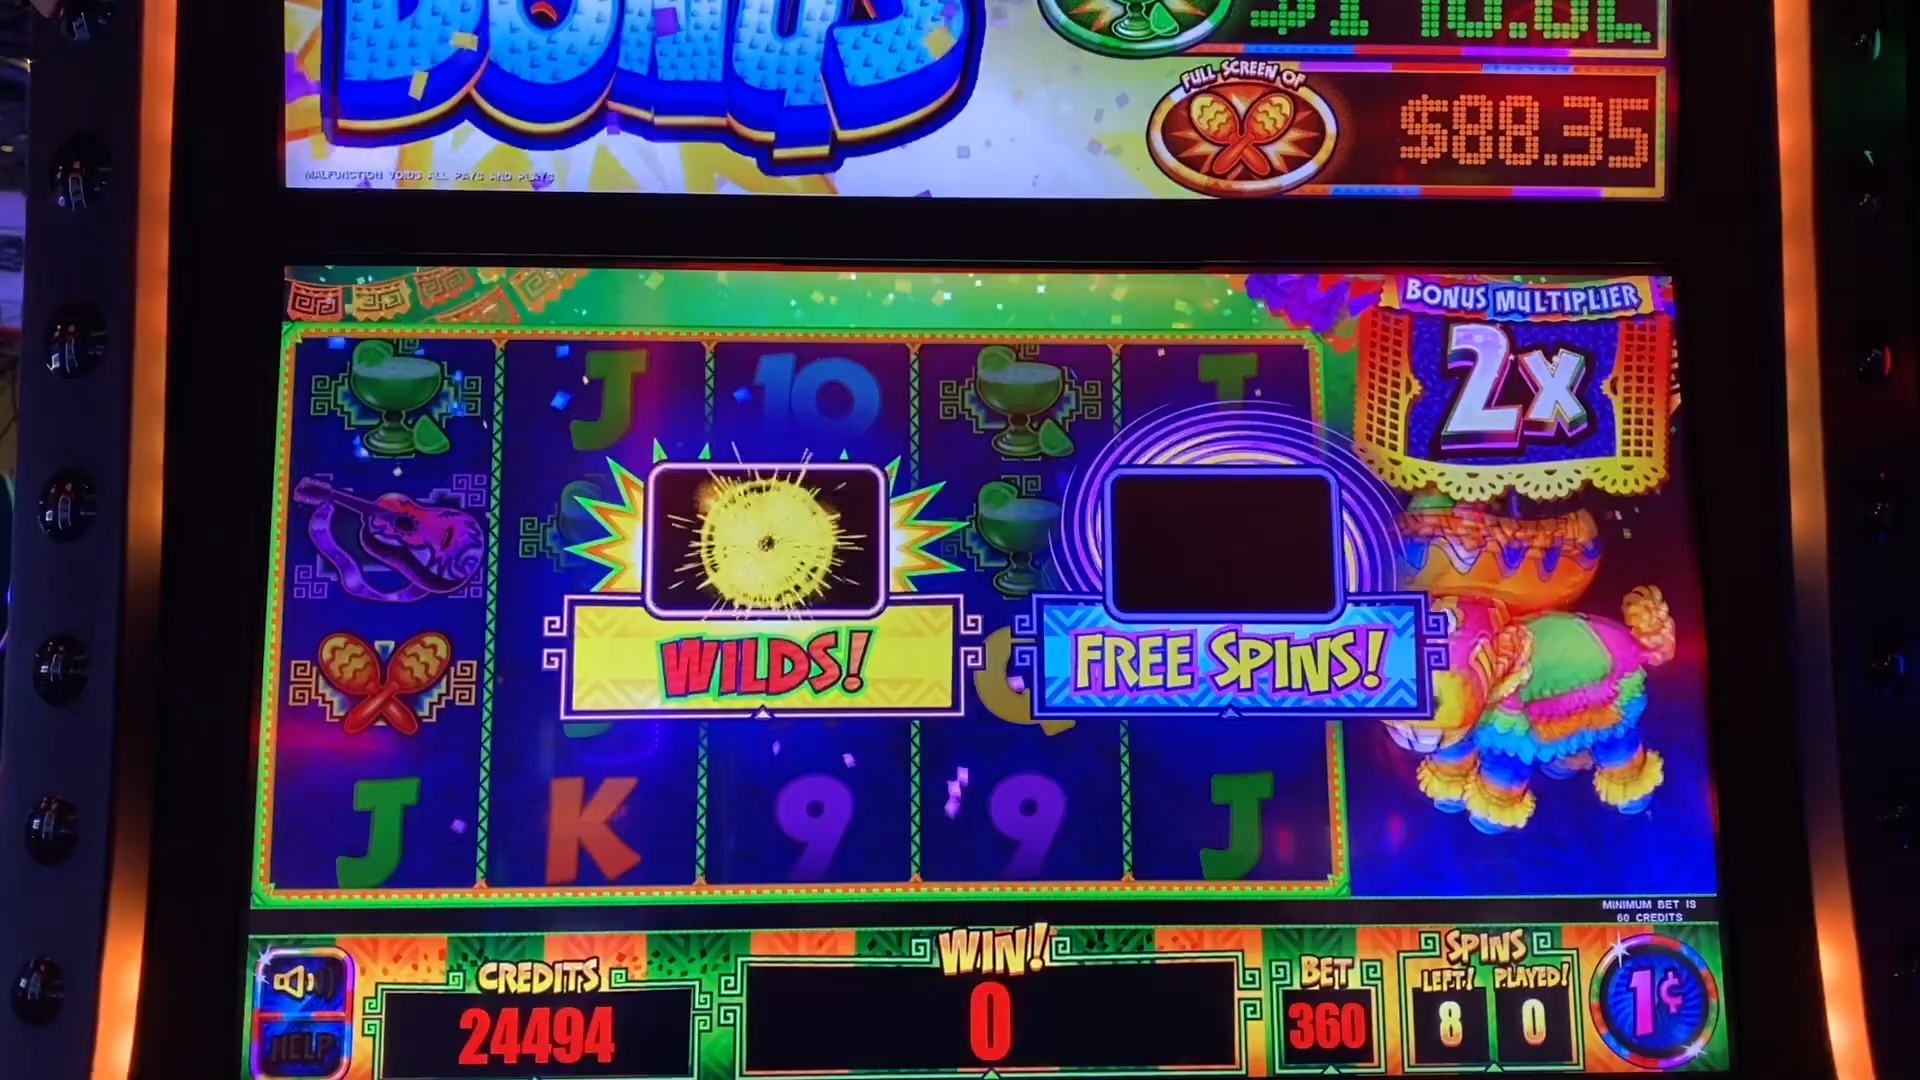 BONUS
FULL SCREEN OF
$88.35
MALFUNCTION VOIDS ALL PAYS AND PLAYS
BONUS MULTIPLIER
2x
J
10
WILDS!
FREE SPINS!
J
K
9
9
J
MINIMUM BET IS
60 CREDITS
WIN!
SPINS
CREDITS
BET
LEFT!
PLAYED!
24494
0
360
8
0
1¢
HELP